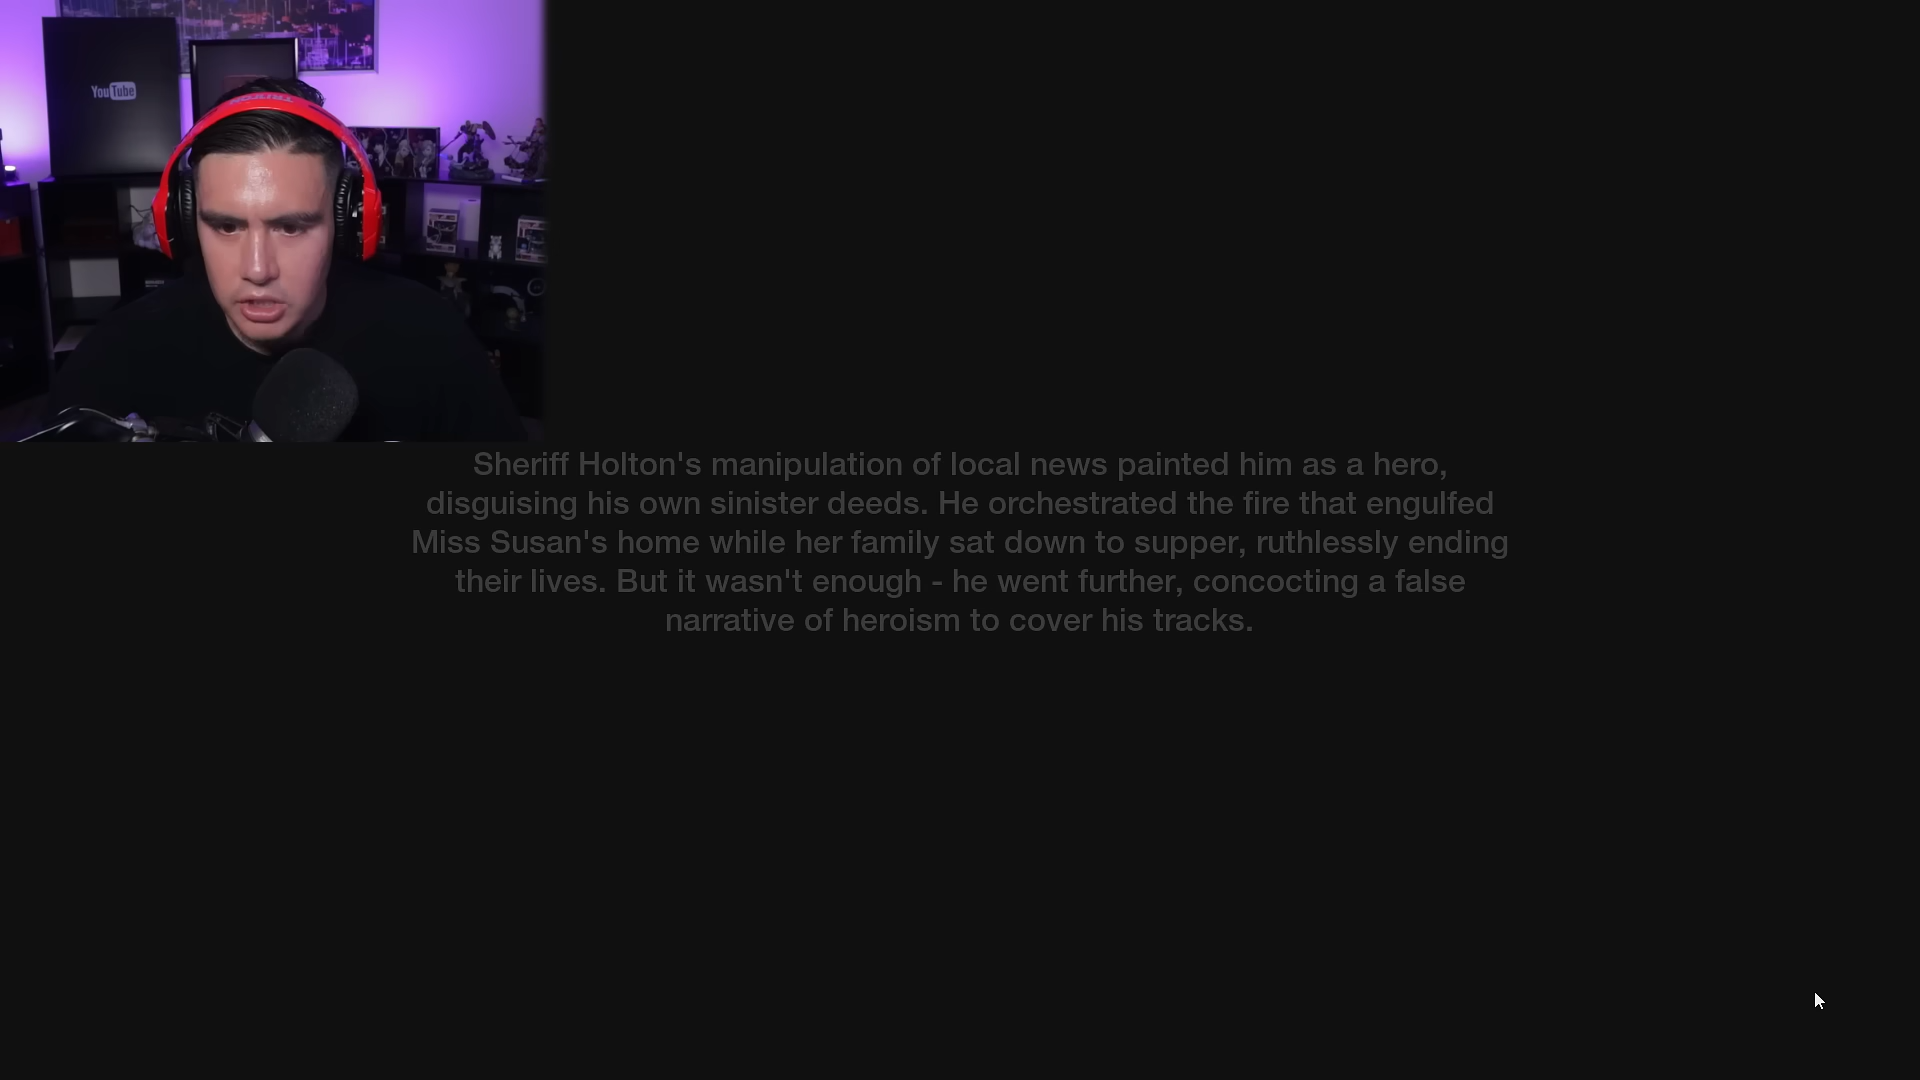 YouTube
Sheriff Holton's manipulation of local news painted him as a hero,
disguising his own sinister deeds. He orchestrated the fire that engulfed
Miss Susan's home while her family sat down to supper, ruthlessly ending
their lives. But it wasn't enough - he went further, concocting a false
narrative of heroism to cover his tracks.